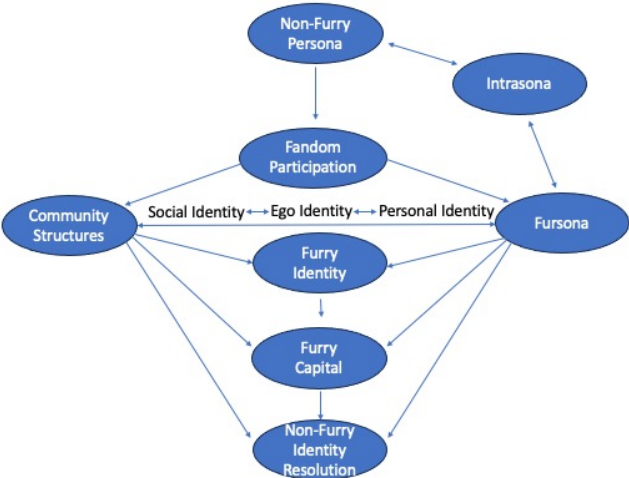 Non-Furry
Persona
Intrasona
Fandom
Participation
Community
Structures
Social Identity Ego Identity Personal Identity
Fursona
Furry
Identity
Furry
Capital
Non-Furry
Identity
Resolution